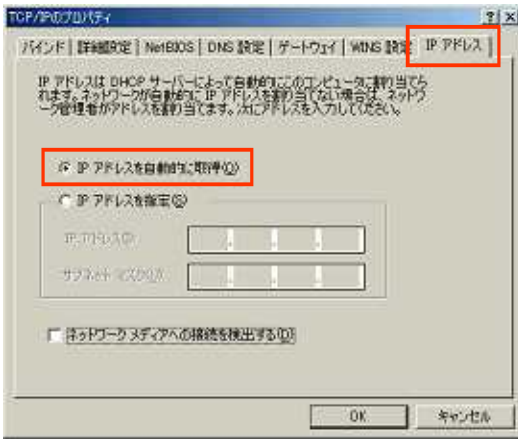 TCP/IPのプロパティ
バインド 詳細設定 NetBIOS DNS 設定 ゲートウェイ WINS 設定 IP アドレス
IP アドレスは DHCP サーバーによって自動的にこのコンピュータに割り当てら
れます。ネットワークが自動的に IP アドレスを割り当てない場合は、ネットワ
ーク管理者がアドレスを割り当てます。次にアドレスを入力してください。
IP アドレスを自動的に取得(O)
IP アドレスを指定(S)
IP アドレス(I):
サブネット マスク(U):
ネットワーク メディアへの接続を検出する(D)
OK キャンセル